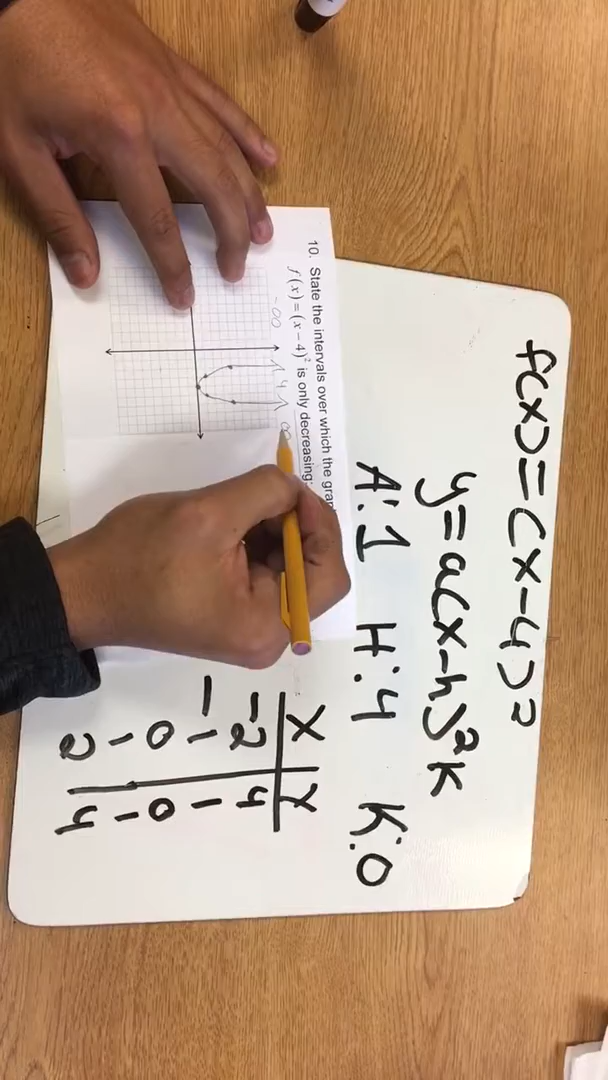 f(x)=(x-4)2
y=a(x-h)²K
A:1 H:4 K:0
X Y
-2 4
-1 1
0 0
1 1
2 4
10. State the intervals over which the
f(x)=(x-4)² is only decreasing:
-∞ 4 ∞